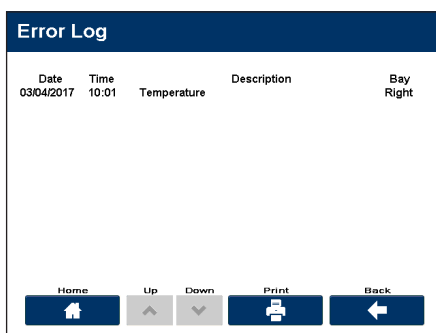 Error Log
Date Time Description Bay
03/04/2017 10:01 Temperature Right
Home Up Down Print Back